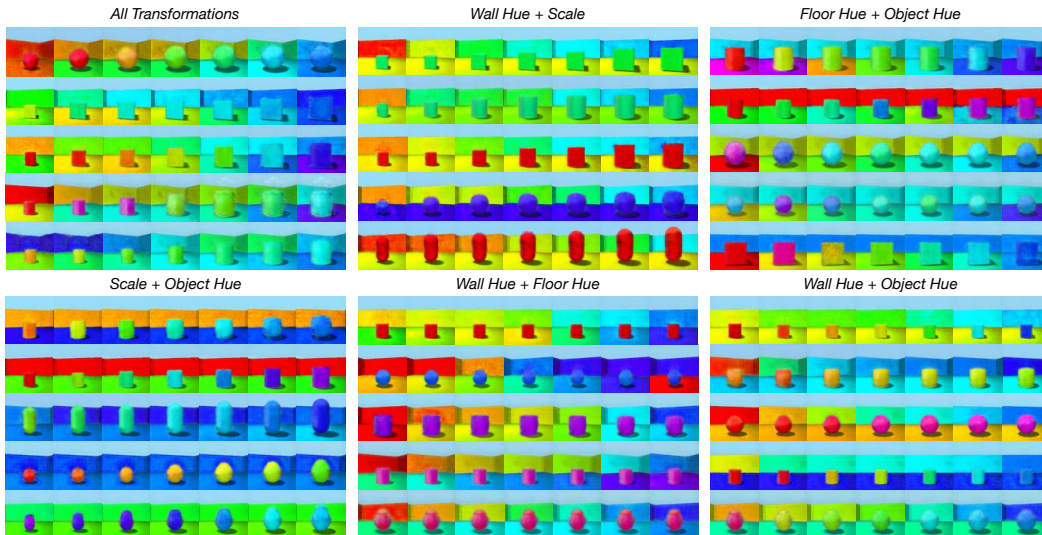 All Transformations
Wall Hue + Scale
Floor Hue + Object Hue
Scale + Object Hue
Wall Hue + Floor Hue
Wall Hue + Object Hue